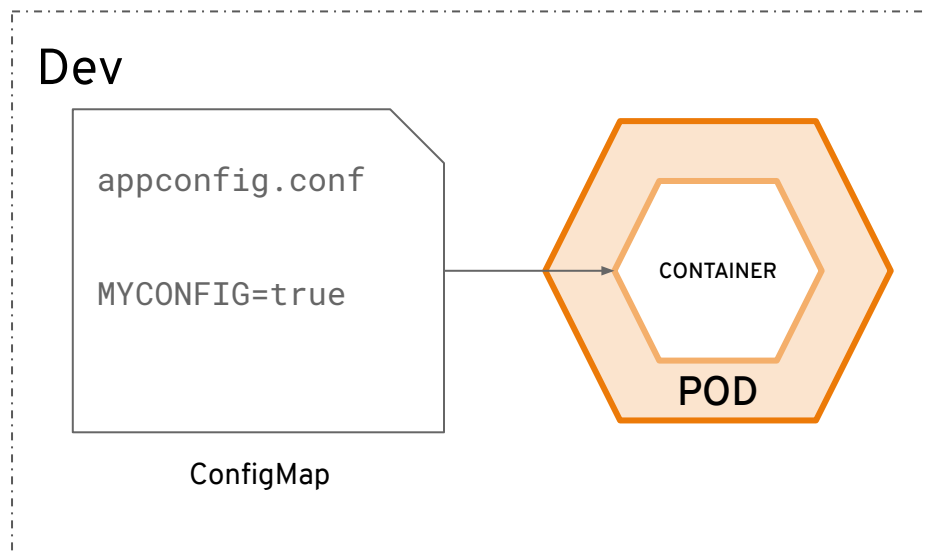 Dev
appconfig.conf
MYCONFIG=true
ConfigMap
CONTAINER
POD